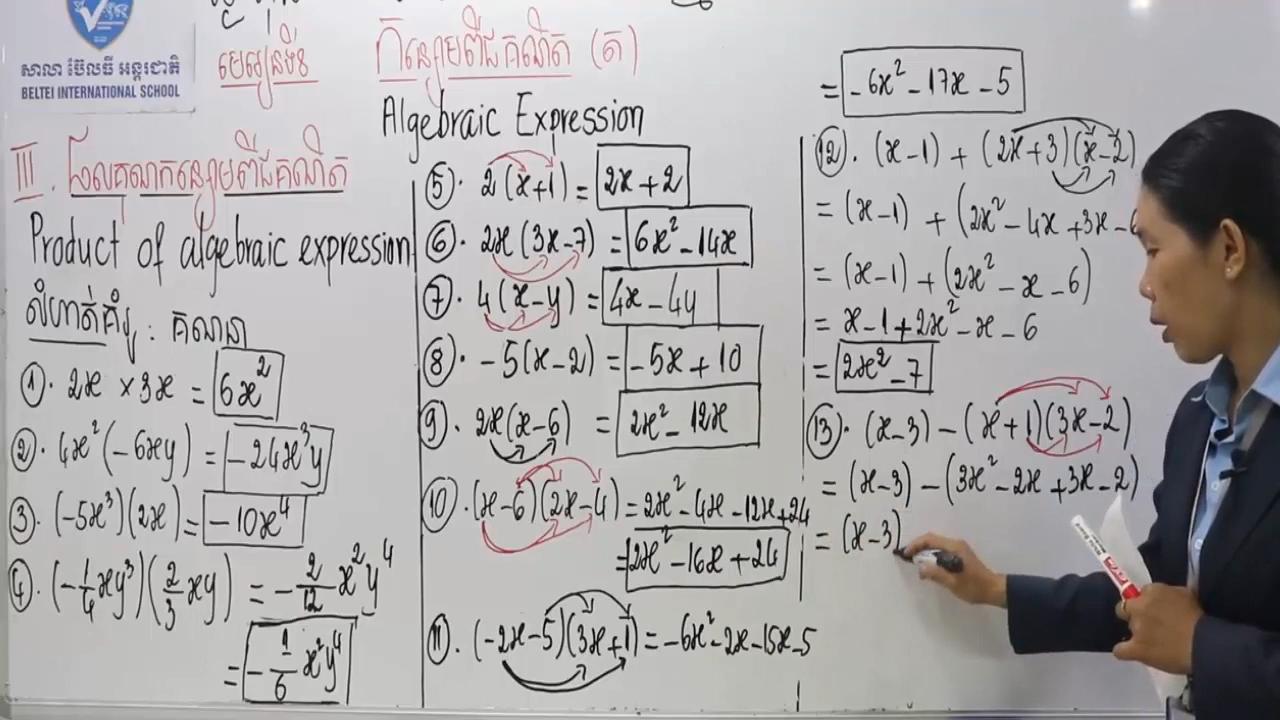 សាលា ប៊ែលធី អន្តរជាតិ
BELTEI INTERNATIONAL SCHOOL
មេរៀនទី១
កន្សោមពីជគណិត (ត)
Algebraic Expression
III. ផលគុណកន្សោមពីជគណិត
Product of algebraic expression
លំហាត់គំរូ : គណនា
①. 2x × 3x = 6x²
②. 4x²(-6xy) = -24x³y
③. (-5x³)(2x) = -10x⁴
④. (-1/4 xy³)(2/3 xy) = -2/12 x²y⁴
= -1/6 x²y⁴
⑤. 2(x+1) = 2x+2
⑥. 2x(3x-7) = 6x²-14x
⑦. 4(x-y) = 4x-4y
⑧. -5(x-2) = -5x+10
⑨. 2x(x-6) = 2x²-12x
⑩. (x-6)(2x-4) = 2x²-4x-12x+24
= 2x²-16x+24
⑪. (-2x-5)(3x+1) = -6x²-2x-15x-5
= -6x²-17x-5
⑫. (x-1) + (2x+3)(x-2)
= (x-1) + (2x²-4x+3x-6
= (x-1) + (2x²-x-6)
= x-1+2x²-x-6
= 2x²-7
⑬. (x-3) - (x+1)(3x-2)
= (x-3) - (3x²-2x+3x-2)
= (x-3)